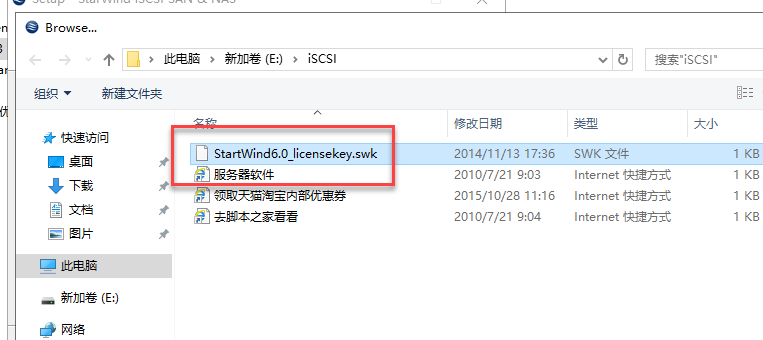 Setup - StarWind iSCSI SAN & NAS
Browse...
此电脑 > 新加卷 (E:) > iSCSI
搜索"iSCSI"
组织 新建文件夹
名称 修改日期 类型 大小
快速访问
桌面
下载
文档
图片
此电脑
新加卷 (E:)
网络
StartWind6.0_licensekey.swk 2014/11/13 17:36 SWK 文件 1 KB
服务器软件 2010/7/21 9:03 Internet 快捷方式 1 KB
领取天猫淘宝内部优惠券 2015/10/28 11:16 Internet 快捷方式 1 KB
去脚本之家看看 2010/7/21 9:04 Internet 快捷方式 1 KB